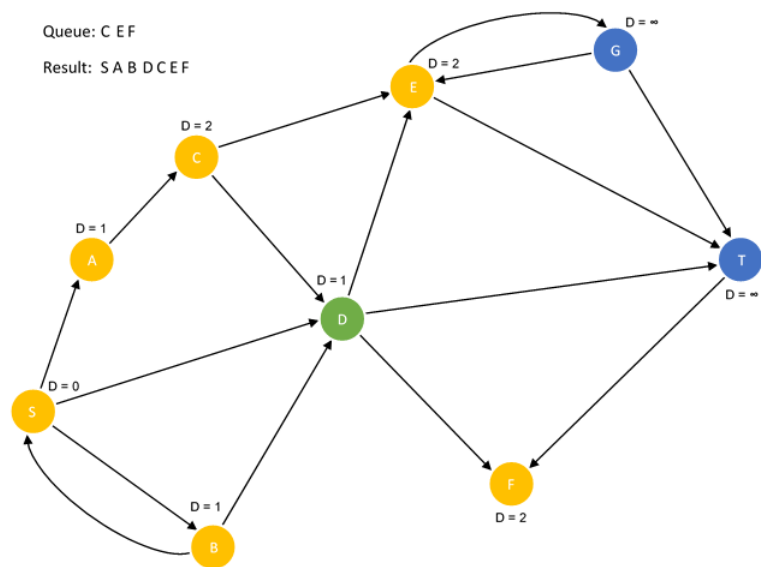 Queue: C E F
Result: S A B D C E F
D = ∞
G
D = 2
E
D = 2
C
D = 1
A
T
D = ∞
D = 1
D
D = 0
S
F
D = 2
D = 1
B